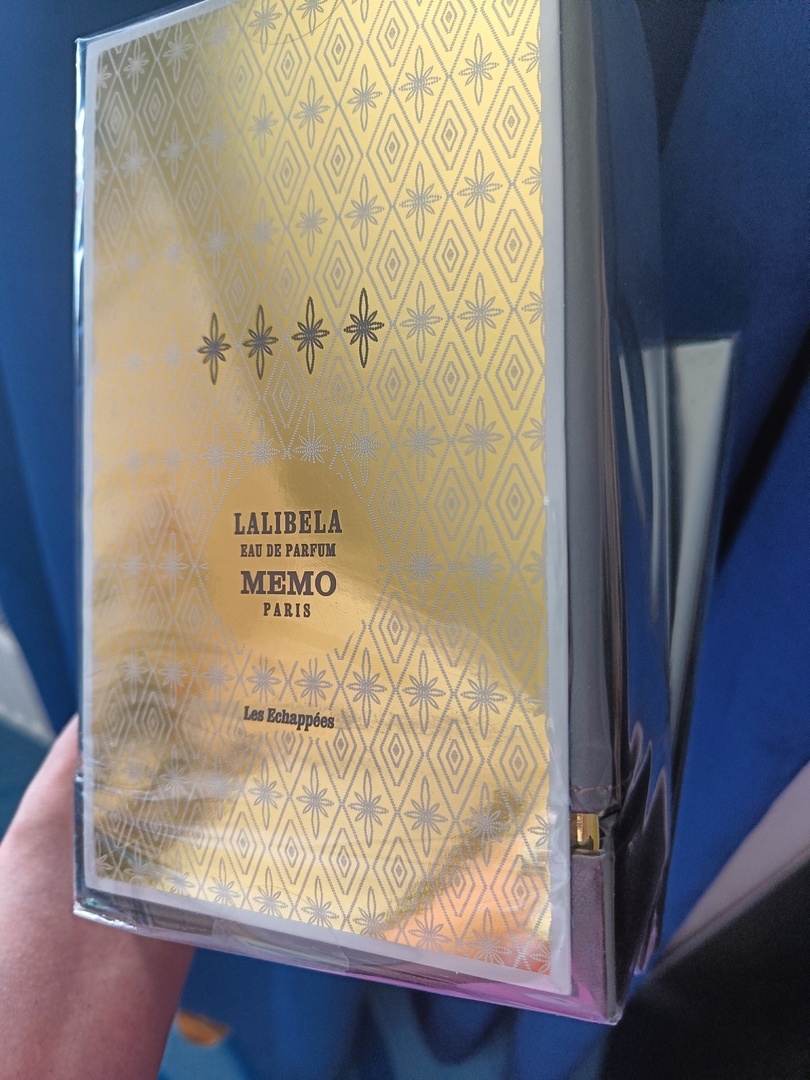 LALIBELA
EAU DE PARFUM
MEMO
PARIS
Les Echappées